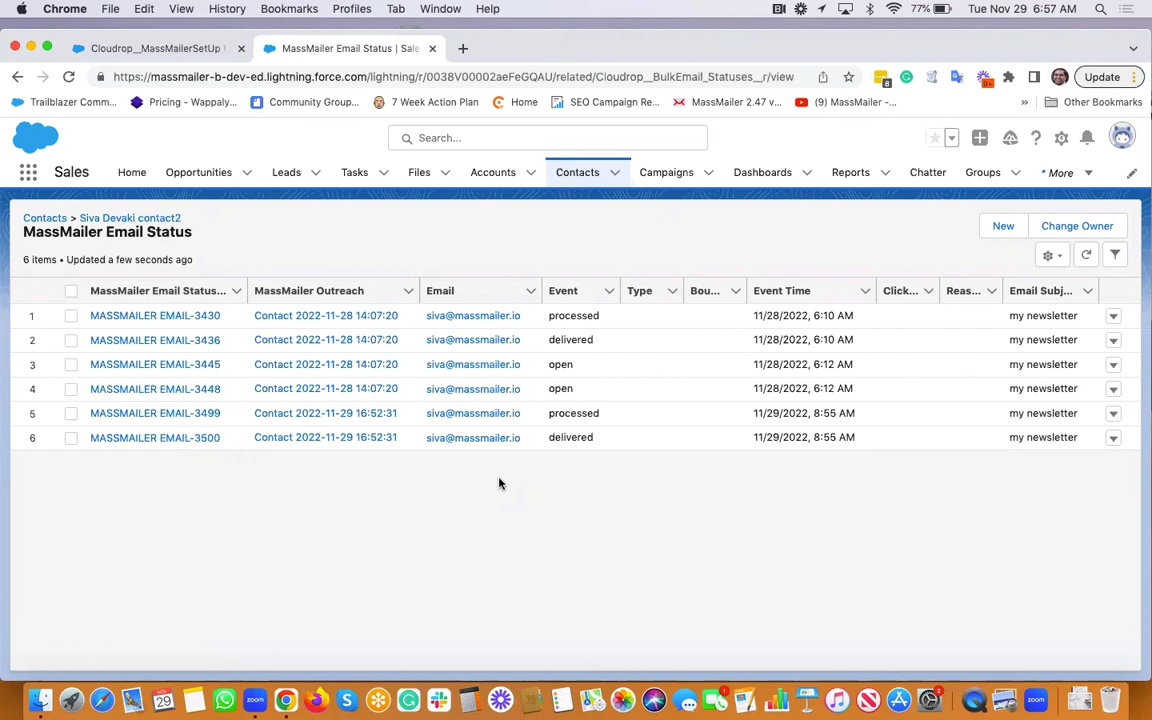 Chrome File Edit View History Bookmarks Profiles Tab Window Help 77% Tue Nov 29 6:57 AM
Cloudrop__MassMailerSetUp MassMailer Email Status | Sale
https://massmailer-b-dev-ed.lightning.force.com/lightning/r/0038V00002aeFeGQAU/related/Cloudrop__BulkEmail_Statuses__r/view Update
Trailblazer Comm... Pricing - Wappaly... Community Group... 7 Week Action Plan Home SEO Campaign Re... MassMailer 2.47 v... (9) MassMailer -... » Other Bookmarks
Search...
Sales Home Opportunities Leads Tasks Files Accounts Contacts Campaigns Dashboards Reports Chatter Groups * More
Contacts > Siva Devaki contact2
MassMailer Email Status
New Change Owner
6 items • Updated a few seconds ago
MassMailer Email Status... MassMailer Outreach Email Event Type Bou... Event Time Click... Reas... Email Subj...
1 MASSMAILER EMAIL-3430 Contact 2022-11-28 14:07:20 siva@massmailer.io processed 11/28/2022, 6:10 AM my newsletter
2 MASSMAILER EMAIL-3436 Contact 2022-11-28 14:07:20 siva@massmailer.io delivered 11/28/2022, 6:10 AM my newsletter
3 MASSMAILER EMAIL-3445 Contact 2022-11-28 14:07:20 siva@massmailer.io open 11/28/2022, 6:12 AM my newsletter
4 MASSMAILER EMAIL-3448 Contact 2022-11-28 14:07:20 siva@massmailer.io open 11/28/2022, 6:12 AM my newsletter
5 MASSMAILER EMAIL-3499 Contact 2022-11-29 16:52:31 siva@massmailer.io processed 11/29/2022, 8:55 AM my newsletter
6 MASSMAILER EMAIL-3500 Contact 2022-11-29 16:52:31 siva@massmailer.io delivered 11/29/2022, 8:55 AM my newsletter